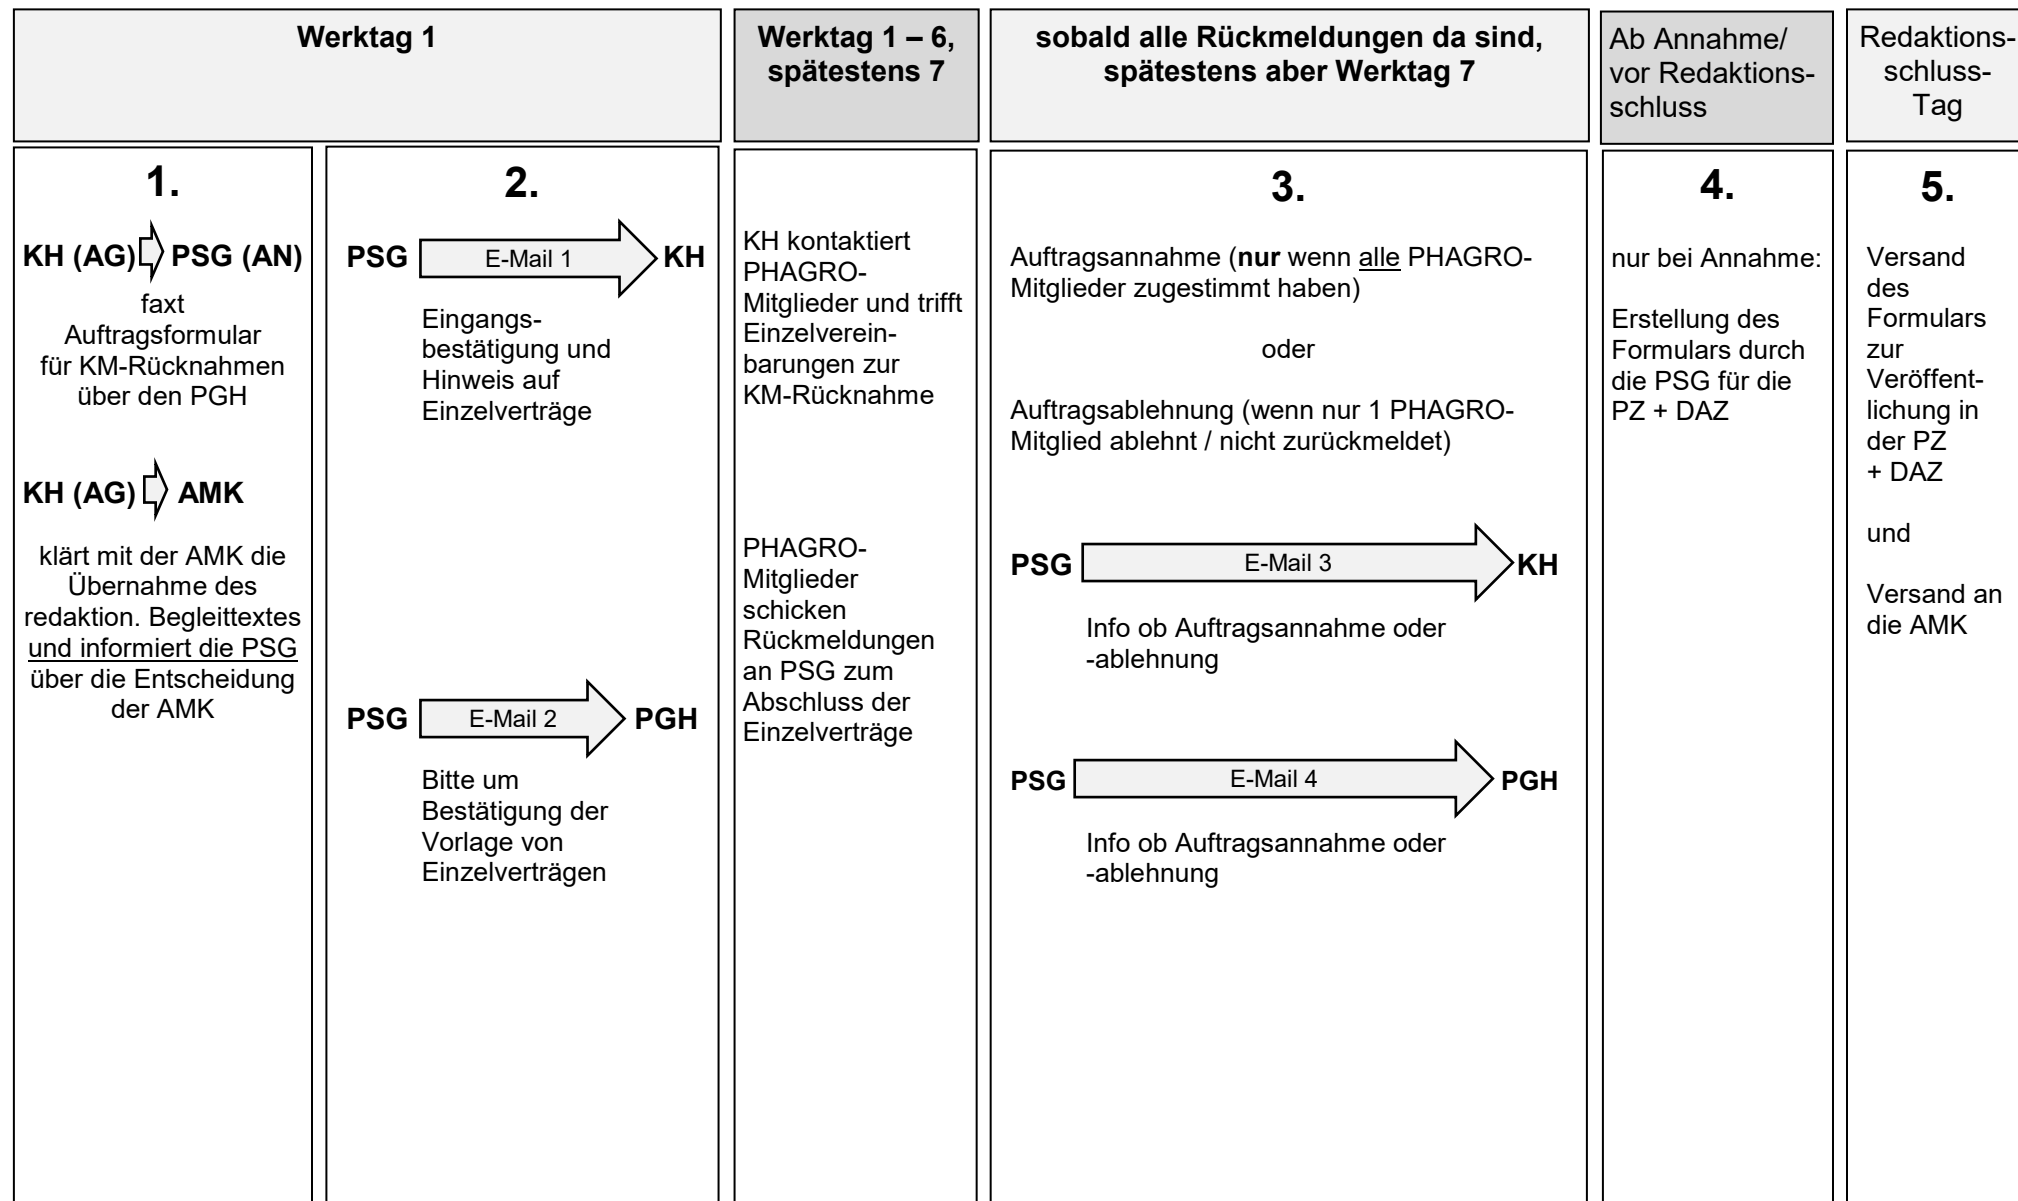 Werktag 1
Werktag 1 – 6,
spätestens 7
sobald alle Rückmeldungen da sind,
spätestens aber Werktag 7
Ab Annahme/
vor Redaktions-
schluss
Redaktions-
schluss-
Tag
1.
KH (AG) PSG (AN)
faxt
Auftragsformular
für KM-Rücknahmen
über den PGH
KH (AG) AMK
klärt mit der AMK die
Übernahme des
redaktion. Begleittextes
und informiert die PSG
über die Entscheidung
der AMK
2.
PSG E-Mail 1 KH
Eingangs-
bestätigung und
Hinweis auf
Einzelverträge
PSG E-Mail 2 PGH
Bitte um
Bestätigung der
Vorlage von
Einzelverträgen
KH kontaktiert
PHAGRO-
Mitglieder und trifft
Einzelverein-
barungen zur
KM-Rücknahme
PHAGRO-
Mitglieder
schicken
Rückmeldungen
an PSG zum
Abschluss der
Einzelverträge
3.
Auftragsannahme (nur wenn alle PHAGRO-
Mitglieder zugestimmt haben)
oder
Auftragsablehnung (wenn nur 1 PHAGRO-
Mitglied ablehnt / nicht zurückmeldet)
PSG E-Mail 3 KH
Info ob Auftragsannahme oder
-ablehnung
PSG E-Mail 4 PGH
Info ob Auftragsannahme oder
-ablehnung
4.
nur bei Annahme:
Erstellung des
Formulars durch
die PSG für die
PZ + DAZ
5.
Versand
des
Formulars
zur
Veröffent-
lichung in
der PZ
+ DAZ
und
Versand an
die AMK